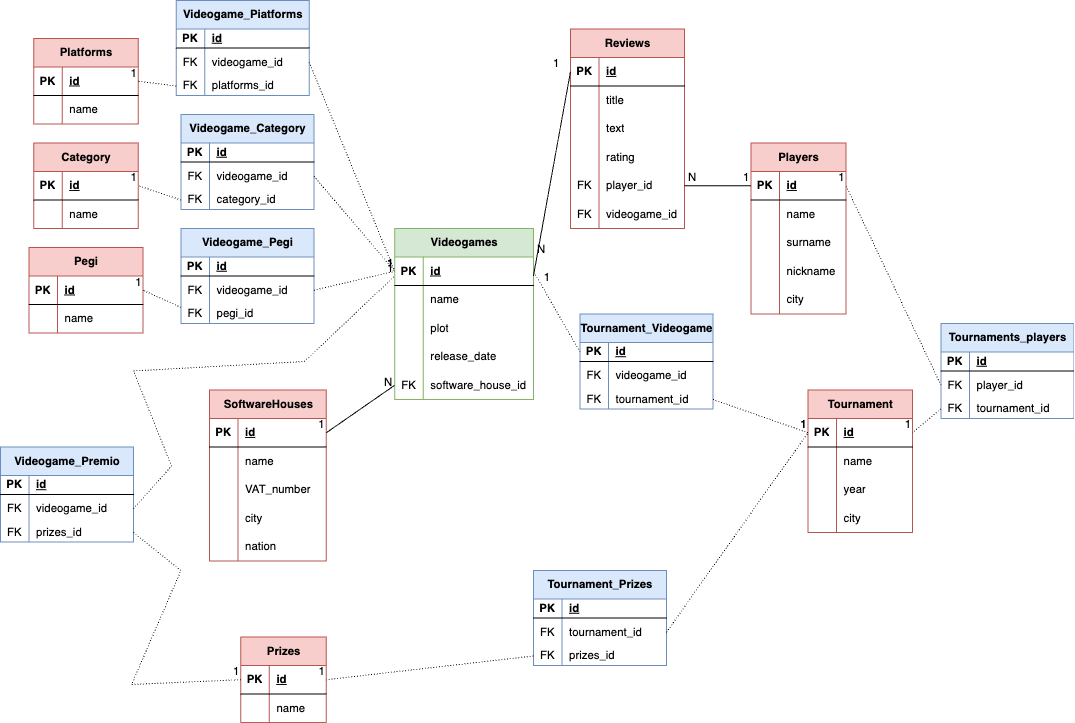 Videogame_Platforms
PK id
FK videogame_id
FK platforms_id
Platforms
1
PK id
name
Videogame_Category
PK id
FK videogame_id
FK category_id
Category
1
PK id
name
Videogame_Pegi
PK id
FK videogame_id
FK pegi_id
Pegi
1
PK id
name
Reviews
1
PK id
title
text
rating
FK player_id
FK videogame_id
N
1
Players
PK id
1
name
surname
nickname
city
Videogames
1
N
PK id
1
name
plot
release_date
N
FK software_house_id
Tournament_Videogame
PK id
FK videogame_id
FK tournament_id
Tournaments_players
PK id
FK player_id
FK tournament_id
SoftwareHouses
1
PK id
name
VAT_number
city
nation
Tournament
1
1
PK id
name
year
city
Videogame_Premio
PK id
FK videogame_id
FK prizes_id
Tournament_Prizes
PK id
FK tournament_id
FK prizes_id
Prizes
1
1
PK id
name